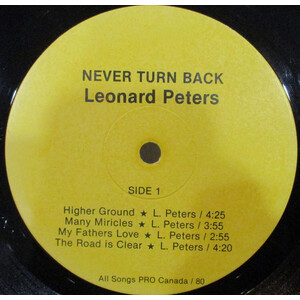 NEVER TURN BACK
Leonard Peters
SIDE 1
Higher Ground ★ L. Peters / 4:25
Many Miricles ★ L. Peters / 3:55
My Fathers Love ★ L. Peters / 2:55
The Road is Clear ★ L. Peters / 4:20
All Songs PRO Canada / 80